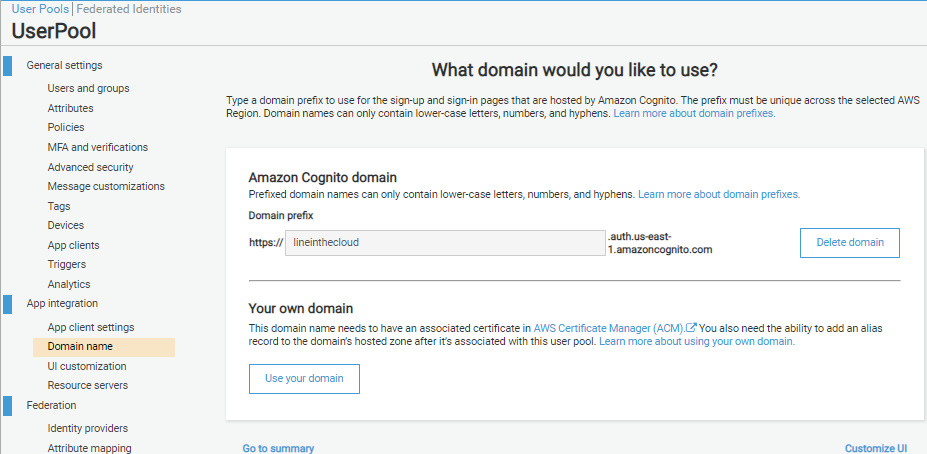 User Pools | Federated Identities
UserPool
General settings
Users and groups
Attributes
Policies
MFA and verifications
Advanced security
Message customizations
Tags
Devices
App clients
Triggers
Analytics
App integration
App client settings
Domain name
UI customization
Resource servers
Federation
Identity providers
Attribute mapping
What domain would you like to use?
Type a domain prefix to use for the sign-up and sign-in pages that are hosted by Amazon Cognito. The prefix must be unique across the selected AWS
Region. Domain names can only contain lower-case letters, numbers, and hyphens. Learn more about domain prefixes.
Amazon Cognito domain
Prefixed domain names can only contain lower-case letters, numbers, and hyphens. Learn more about domain prefixes.
Domain prefix
https:// lineinthecloud .auth.us-east-
1.amazoncognito.com
Delete domain
Your own domain
This domain name needs to have an associated certificate in AWS Certificate Manager (ACM). You also need the ability to add an alias
record to the domain's hosted zone after it's associated with this user pool. Learn more about using your own domain.
Use your domain
Go to summary
Customize UI